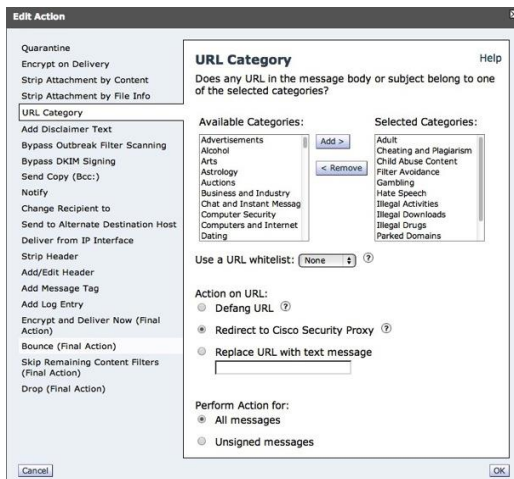 Edit Action
Quarantine
Encrypt on Delivery
Strip Attachment by Content
Strip Attachment by File Info
URL Category
Add Disclaimer Text
Bypass Outbreak Filter Scanning
Bypass DKIM Signing
Send Copy (Bcc:)
Notify
Change Recipient to
Send to Alternate Destination Host
Deliver from IP Interface
Strip Header
Add/Edit Header
Add Message Tag
Add Log Entry
Encrypt and Deliver Now (Final
Action)
Bounce (Final Action)
Skip Remaining Content Filters
(Final Action)
Drop (Final Action)
URL Category
Help
Does any URL in the message body or subject belong to one
of the selected categories?
Available Categories:
Advertisements
Alcohol
Arts
Astrology
Auctions
Business and Industry
Chat and Instant Messag
Computer Security
Computers and Internet
Dating
Add >
< Remove
Selected Categories:
Adult
Cheating and Plagiarism
Child Abuse Content
Filter Avoidance
Gambling
Hate Speech
Illegal Activities
Illegal Downloads
Illegal Drugs
Parked Domains
Use a URL whitelist: None ?
Action on URL:
Defang URL ?
Redirect to Cisco Security Proxy ?
Replace URL with text message
Perform Action for:
All messages
Unsigned messages
Cancel
OK